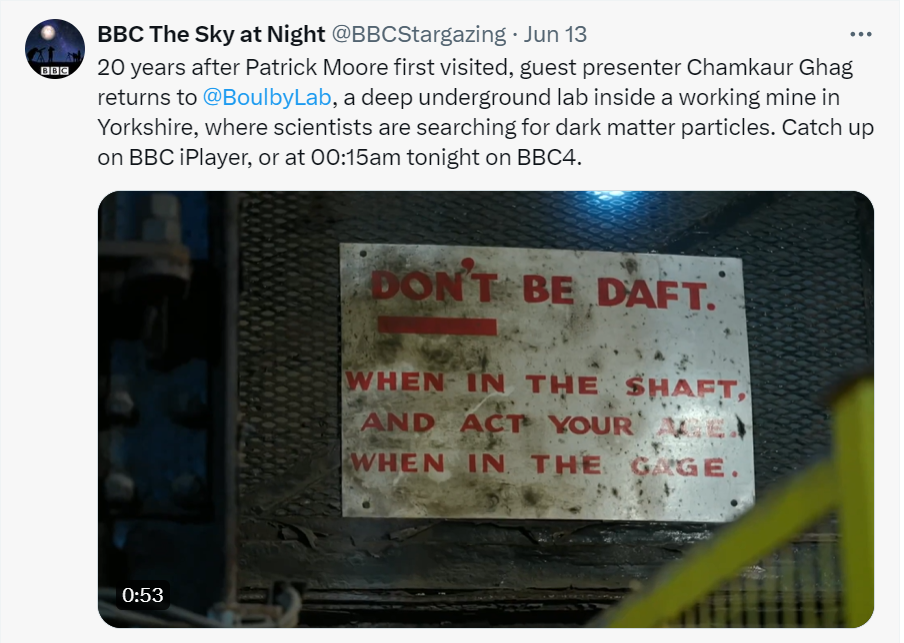 BBC The Sky at Night @BBCStargazing · Jun 13
20 years after Patrick Moore first visited, guest presenter Chamkaur Ghag
returns to @BoulbyLab, a deep underground lab inside a working mine in
Yorkshire, where scientists are searching for dark matter particles. Catch up
on BBC iPlayer, or at 00:15am tonight on BBC4.
BBC
DON'T BE DAFT.
WHEN IN THE SHAFT,
AND ACT YOUR AGE.
WHEN IN THE CAGE.
0:53